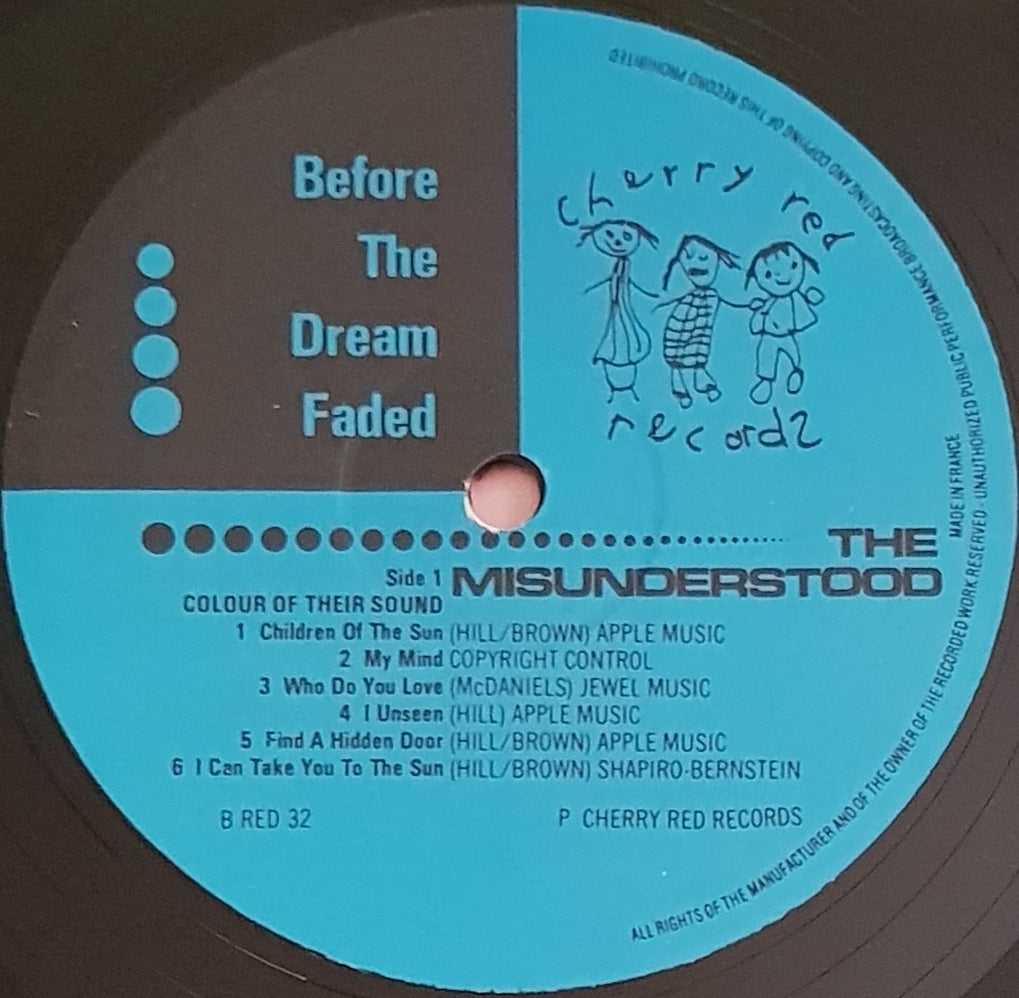 Before
The
Dream
Faded
cherry red
recordz
THE
MISUNDERSTOOD
Side 1
COLOUR OF THEIR SOUND
1 Children Of The Sun (HILL/BROWN) APPLE MUSIC
2 My Mind COPYRIGHT CONTROL
3 Who Do You Love (McDANIELS) JEWEL MUSIC
4 I Unseen (HILL) APPLE MUSIC
5 Find A Hidden Door (HILL/BROWN) APPLE MUSIC
6 I Can Take You To The Sun (HILL/BROWN) SHAPIRO-BERNSTEIN
B RED 32
P CHERRY RED RECORDS
MADE IN FRANCE
ALL RIGHTS OF THE MANUFACTURER AND OF THE OWNER OF THE RECORDED WORK RESERVED - UNAUTHORIZED PUBLIC PERFORMANCE BROADCASTING AND COPYING OF THIS RECORD PROHIBITED